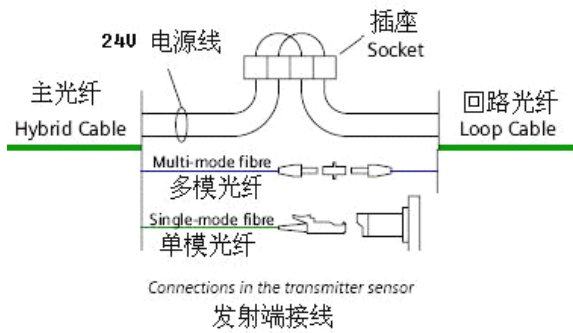 24V 电源线
插座
Socket
主光纤
Hybrid Cable
回路光纤
Loop Cable
Multi-mode fibre
多模光纤
Single-mode fibre
单模光纤
Connections in the transmitter sensor
发射端接线